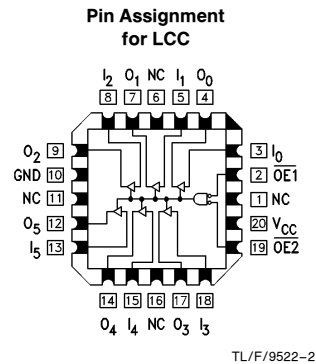 Pin Assignment
for LCC
I2 O1 NC I1 O0
8 7 6 5 4
O2 9 3 I0
GND 10 2 OE1
NC 11 1 NC
O5 12 20 VCC
I5 13 19 OE2
14 15 16 17 18
O4 I4 NC O3 I3
TL/F/9522–2